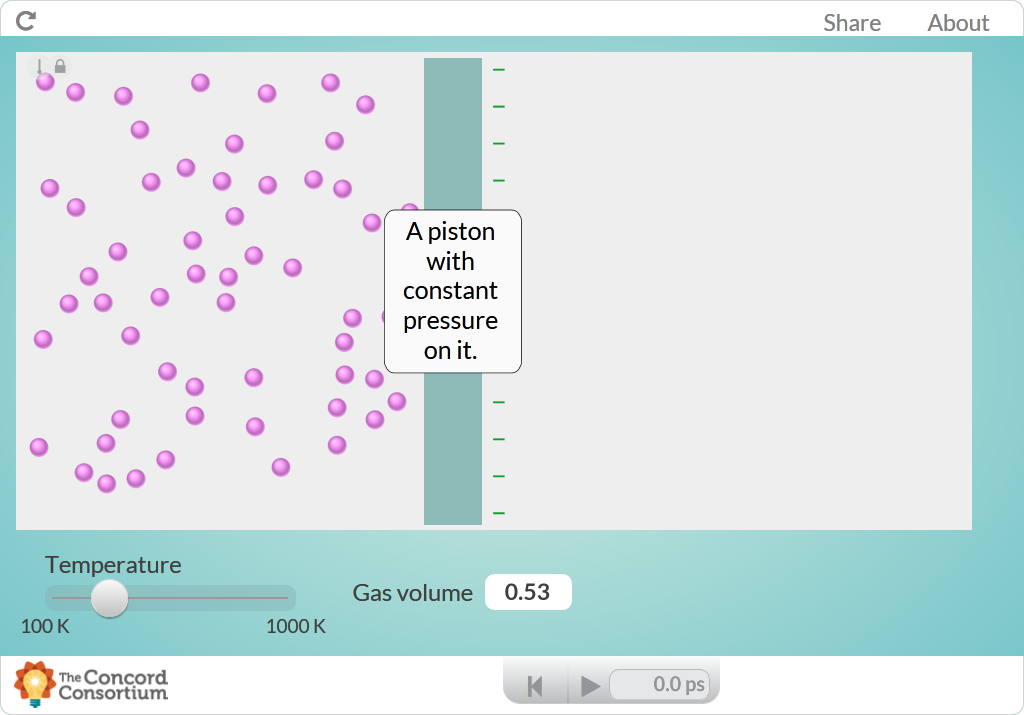 Share About
A piston
with
constant
pressure
on it.
Temperature
100 K 1000 K
Gas volume 0.53
The Concord
Consortium
0.0 ps